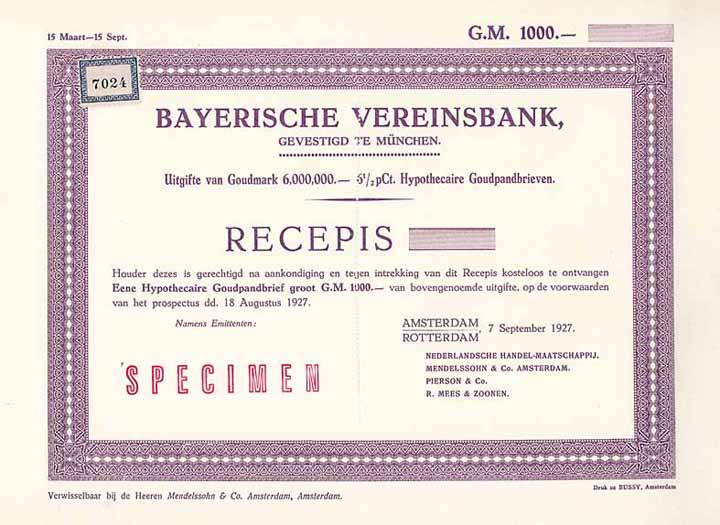 15 Maart—15 Sept.
G.M. 1000.—
7024
BAYERISCHE VEREINSBANK,
GEVESTIGD TE MÜNCHEN.
Uitgifte van Goudmark 6,000,000.— 6½ pCt. Hypothecaire Goudpandbrieven.
RECEPIS
Houder dezes is gerechtigd na aankondiging en tegen intrekking van dit Recepis kosteloos te ontvangen
Eene Hypothecaire Goudpandbrief groot G.M. 1000.— van bovengenoemde uitgifte, op de voorwaarden
van het prospectus dd. 18 Augustus 1927.
Namens Emittenten:
AMSTERDAM
ROTTERDAM, 7 September 1927.
NEDERLANDSCHE HANDEL-MAATSCHAPPIJ.
MENDELSSOHN & Co. AMSTERDAM.
PIERSON & Co.
R. MEES & ZOONEN.
SPECIMEN
Druk DE BUSSY, Amsterdam
Verwisselbaar bij de Heeren Mendelssohn & Co. Amsterdam, Amsterdam.